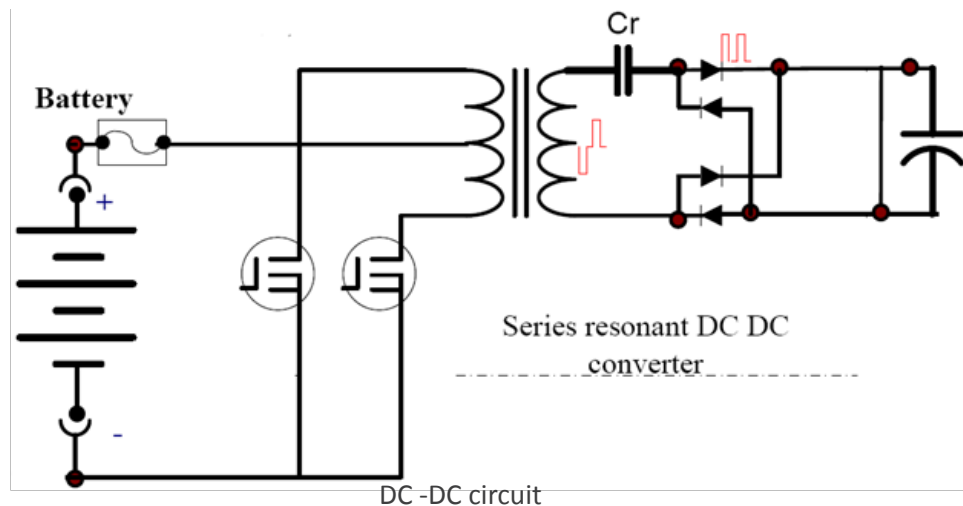 Cr
Battery
+
-
Series resonant DC DC
converter
DC -DC circuit